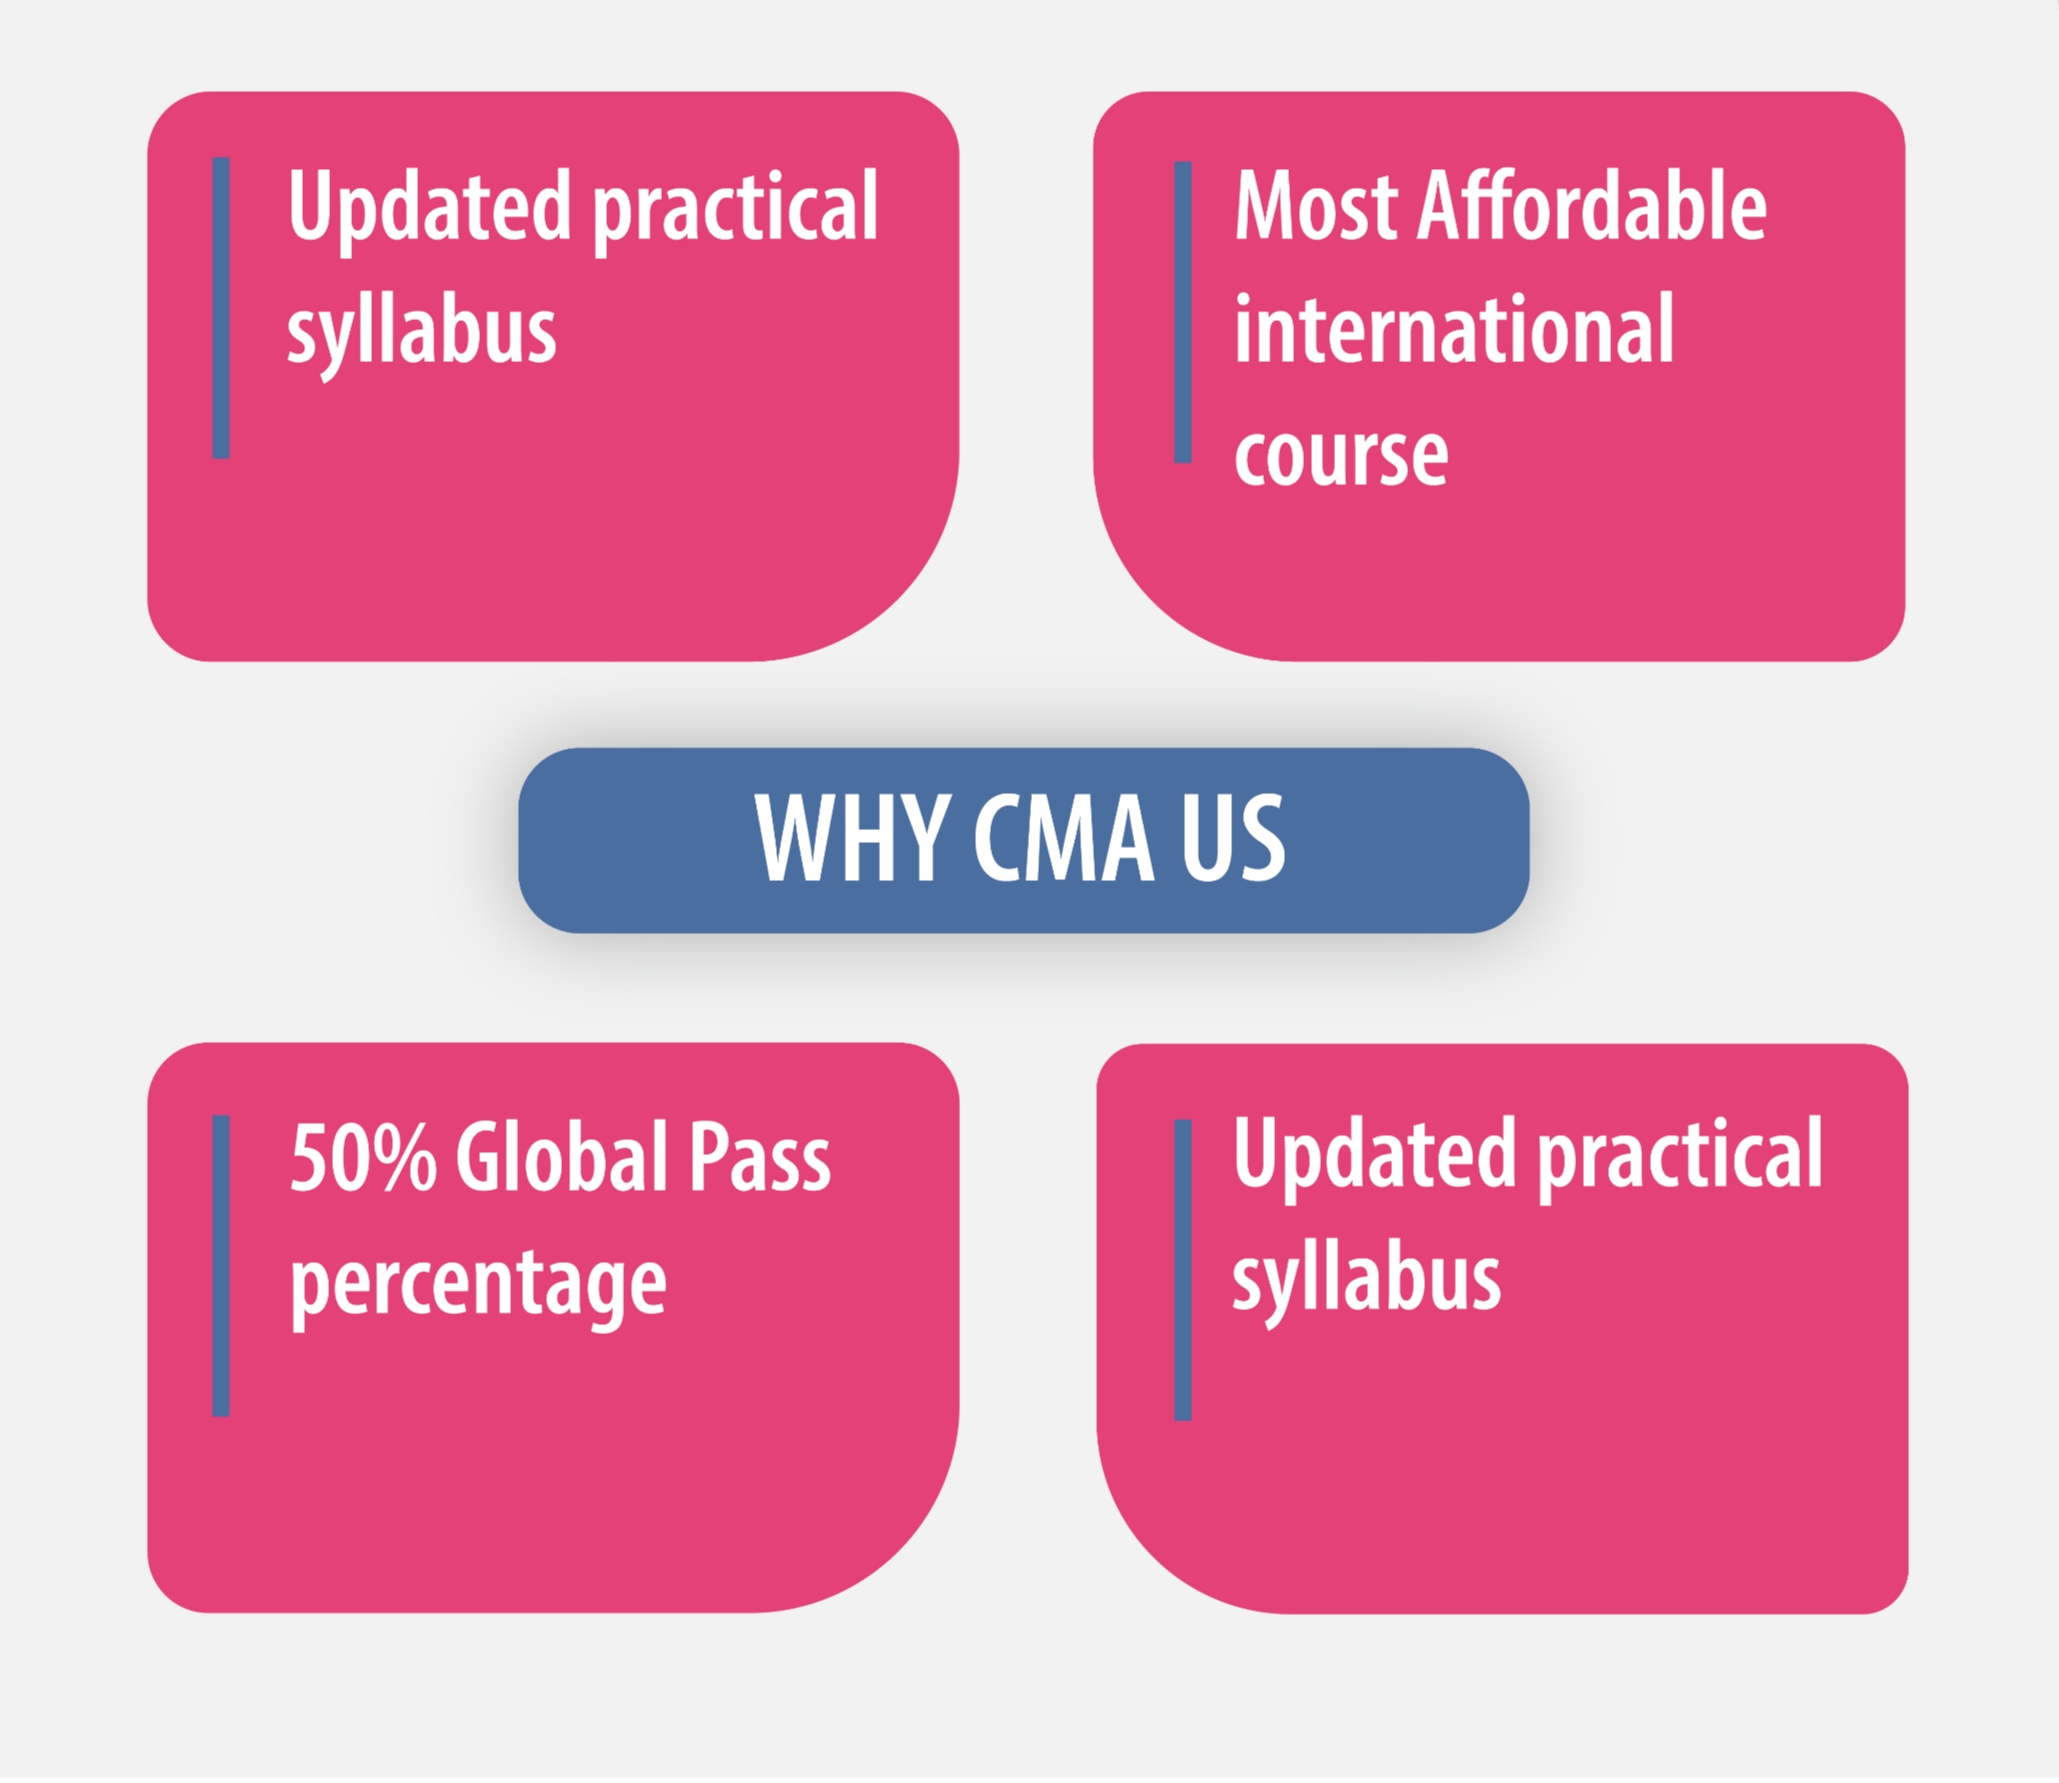 Updated practical
syllabus
Most Affordable
international
course
WHY CMA US
50% Global Pass
percentage
Updated practical
syllabus